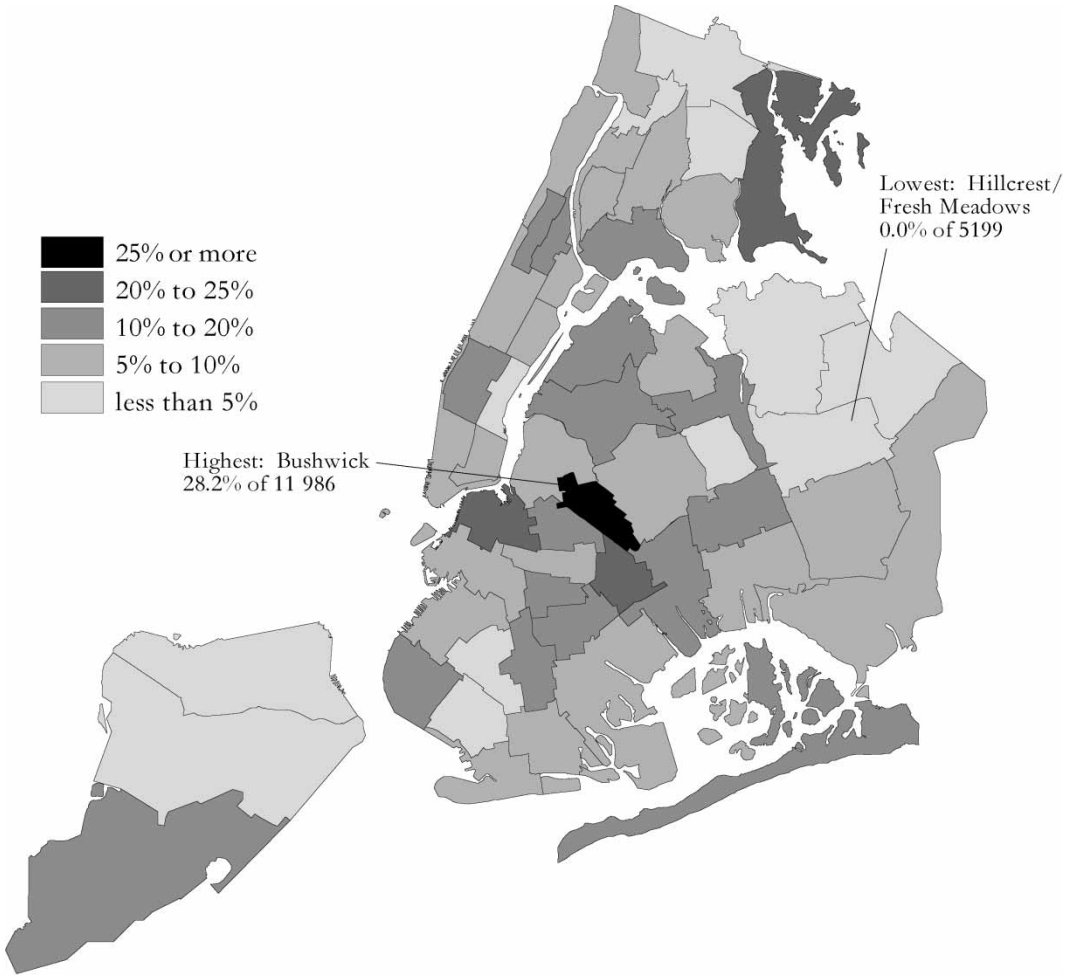 Lowest: Hillcrest/
Fresh Meadows
0.0% of 5199
25% or more
20% to 25%
10% to 20%
5% to 10%
less than 5%
Highest: Bushwick
28.2% of 11 986